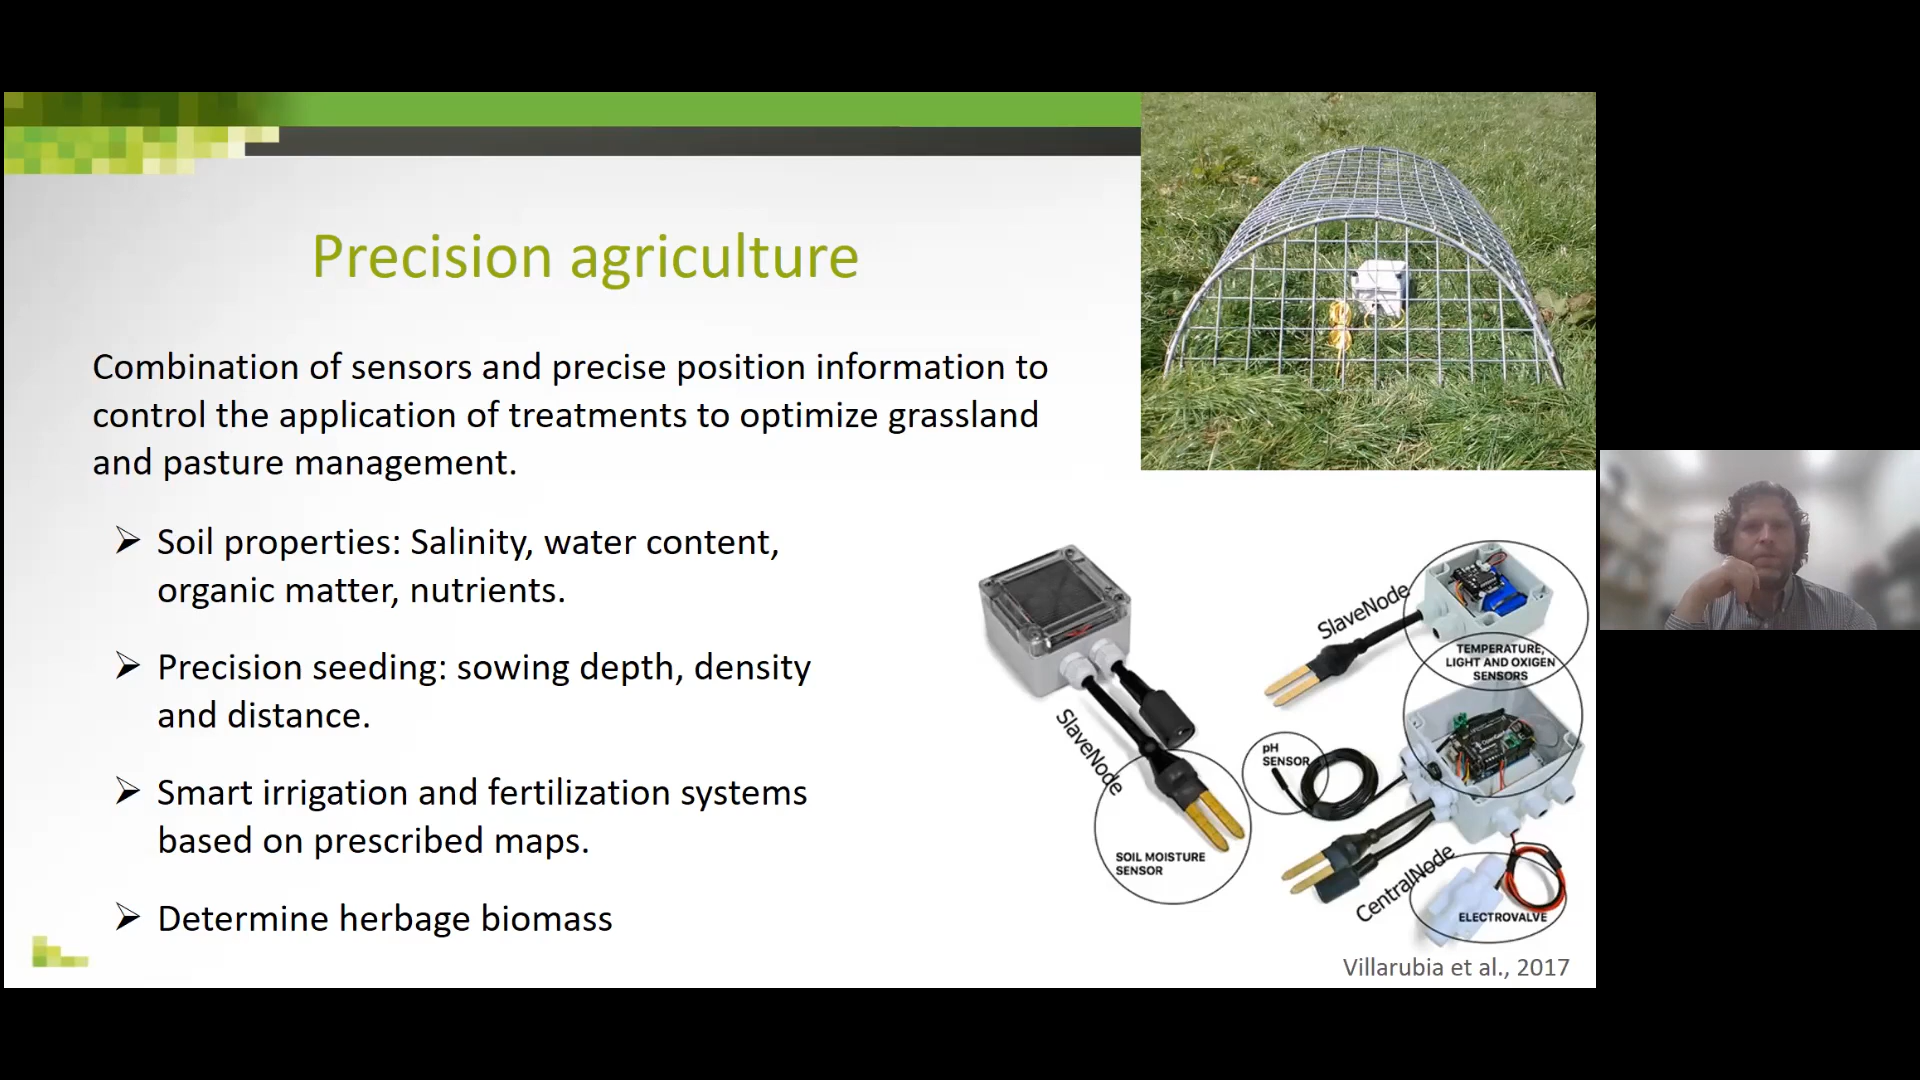 Precision agriculture
Combination of sensors and precise position information to
control the application of treatments to optimize grassland
and pasture management.
Soil properties: Salinity, water content,
organic matter, nutrients.
Precision seeding: sowing depth, density
and distance.
Smart irrigation and fertilization systems
based on prescribed maps.
Determine herbage biomass
SlaveNode
SOIL MOISTURE
SENSOR
SlaveNode
TEMPERATURE,
LIGHT AND OXIGEN
SENSORS
pH
SENSOR
CentralNode
ELECTROVALVE
Villarubia et al., 2017